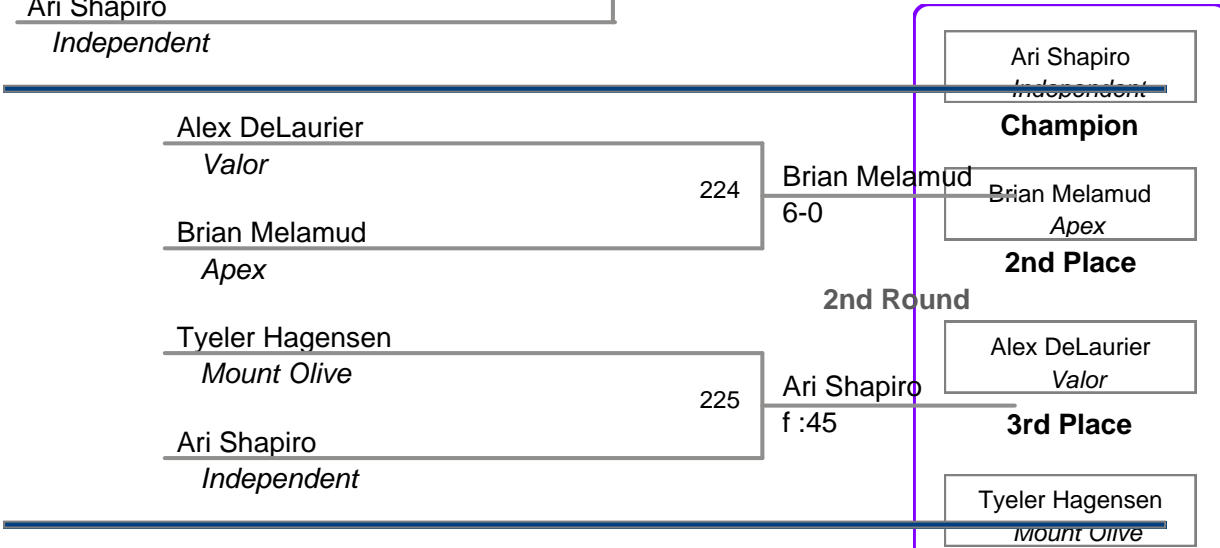 Ari Shapiro
Independent
Alex DeLaurier
Valor
224
Brian Melamud
6-0
Brian Melamud
Apex
2nd Round
Tyeler Hagensen
Mount Olive
225
Ari Shapiro
f :45
Ari Shapiro
Independent
Ari Shapiro
Independent
Champion
Brian Melamud
Apex
2nd Place
Alex DeLaurier
Valor
3rd Place
Tyeler Hagensen
Mount Olive